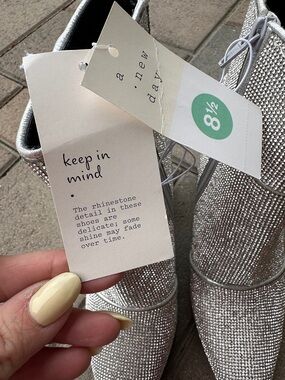 a
new
day
8½
keep in
mind
The rhinestone
detail in these
shoes are
delicate; some
shine may fade
over time.